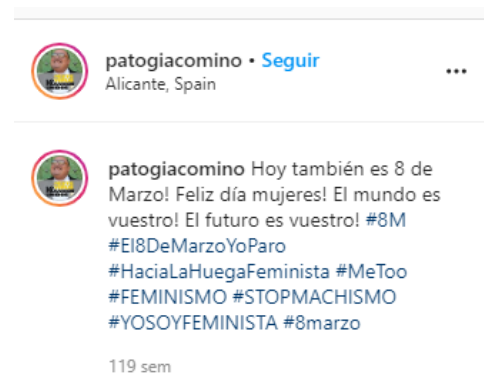 patogiacomino • Seguir
Alicante, Spain
patogiacomino Hoy también es 8 de
Marzo! Feliz día mujeres! El mundo es
vuestro! El futuro es vuestro! #8M
#El8DeMarzoYoParo
#HaciaLaHuegaFeminista #MeToo
#FEMINISMO #STOPMACHISMO
#YOSOYFEMINISTA #8marzo
119 sem